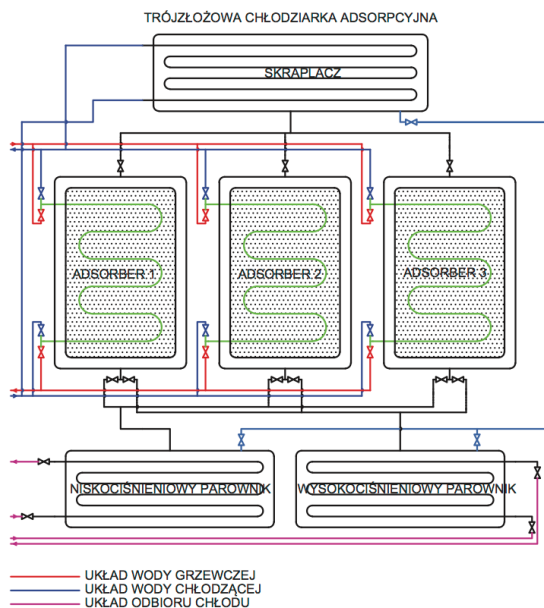 TRÓJZŁOŻOWA CHŁODZIARKA ADSORPCYJNA
SKRAPLACZ
ADSORBER 1
ADSORBER 2
ADSORBER 3
NISKOCIŚNIENIOWY PAROWNIK
WYSOKOCIŚNIENIOWY PAROWNIK
UKŁAD WODY GRZEWCZEJ
UKŁAD WODY CHŁODZĄCEJ
UKŁAD ODBIORU CHŁODU